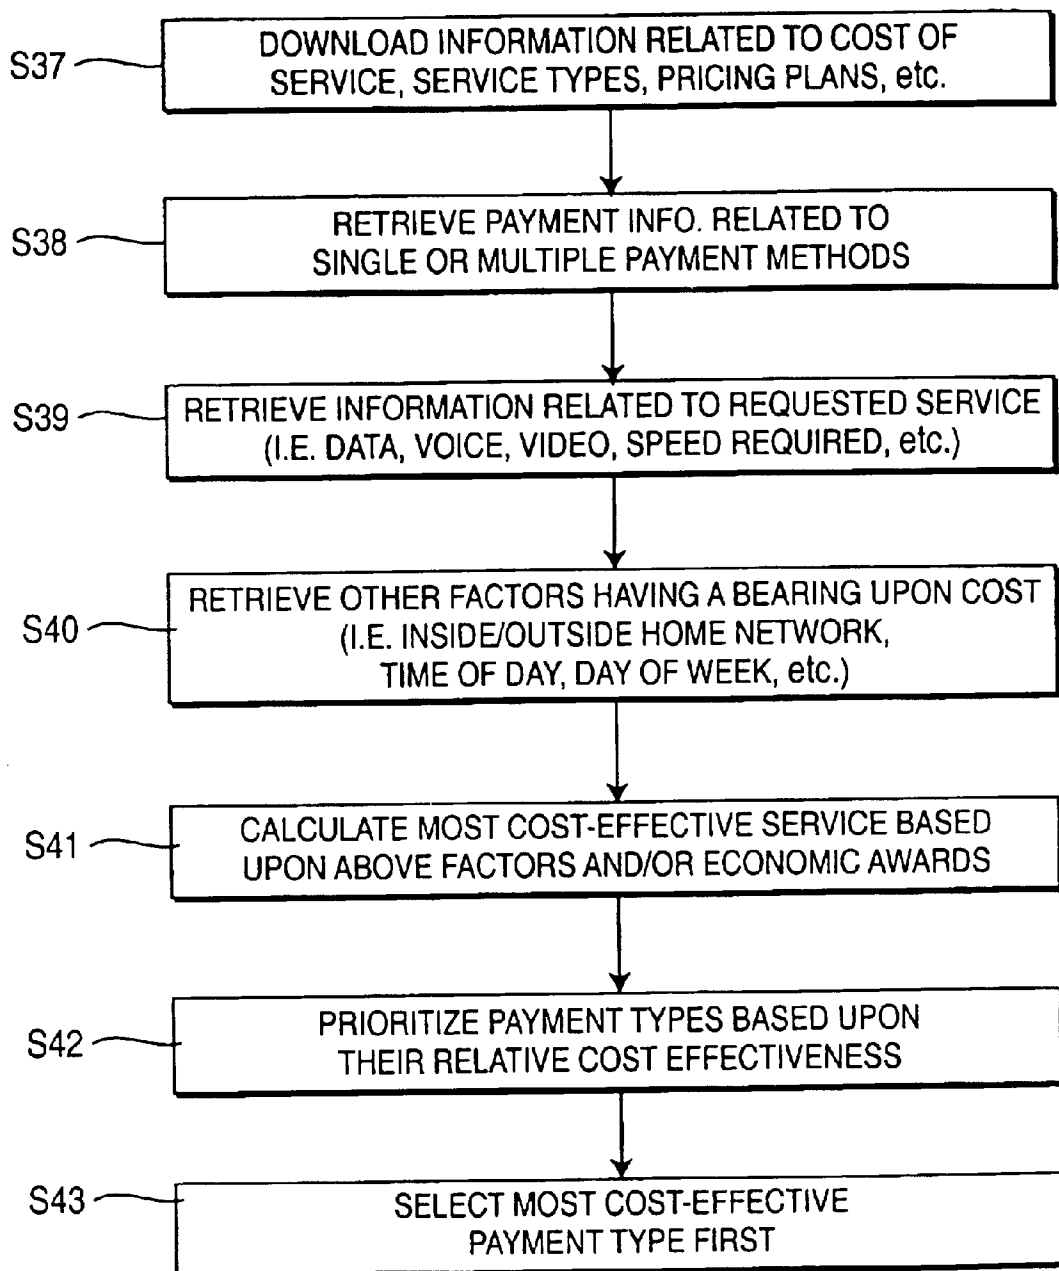 S37
DOWNLOAD INFORMATION RELATED TO COST OF
SERVICE, SERVICE TYPES, PRICING PLANS, etc.
S38
RETRIEVE PAYMENT INFO. RELATED TO
SINGLE OR MULTIPLE PAYMENT METHODS
S39
RETRIEVE INFORMATION RELATED TO REQUESTED SERVICE
(I.E. DATA, VOICE, VIDEO, SPEED REQUIRED, etc.)
S40
RETRIEVE OTHER FACTORS HAVING A BEARING UPON COST
(I.E. INSIDE/OUTSIDE HOME NETWORK,
TIME OF DAY, DAY OF WEEK, etc.)
S41
CALCULATE MOST COST-EFFECTIVE SERVICE BASED
UPON ABOVE FACTORS AND/OR ECONOMIC AWARDS
S42
PRIORITIZE PAYMENT TYPES BASED UPON
THEIR RELATIVE COST EFFECTIVENESS
S43
SELECT MOST COST-EFFECTIVE
PAYMENT TYPE FIRST